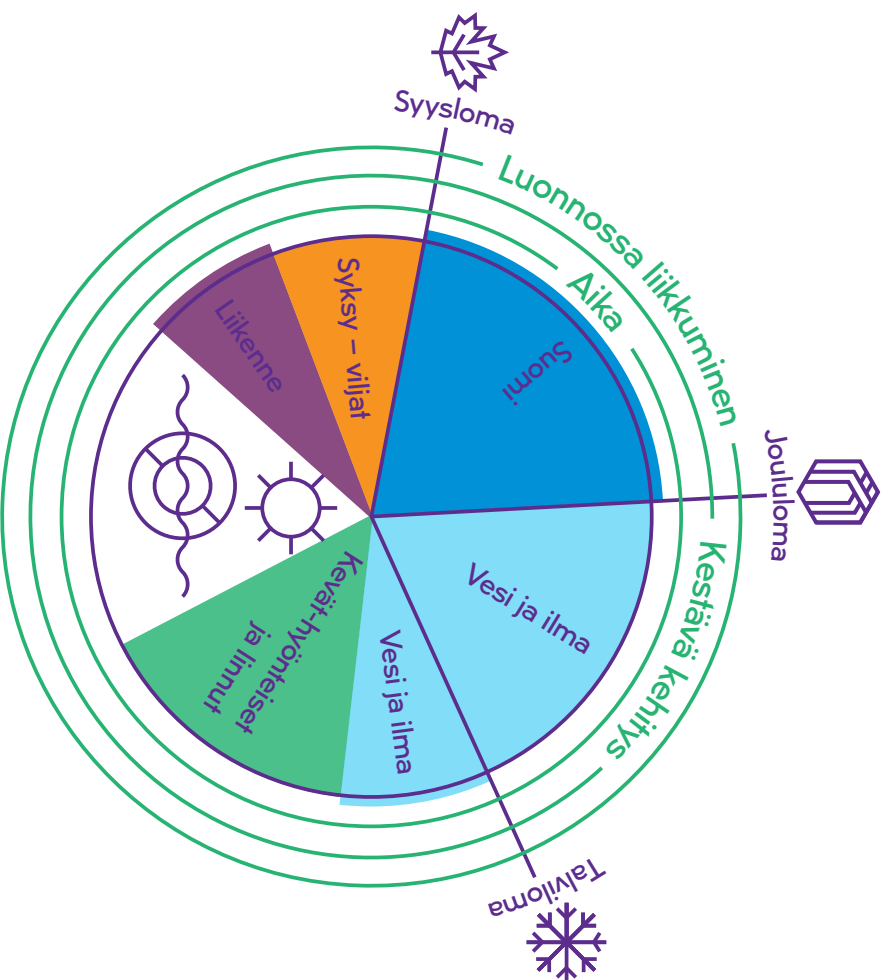 Syysloma
Luonnossa liikkuminen
Aika
Syksy – viljat
Liikenne
Suomi
Joululoma
Vesi ja ilma
Kestävä kehitys
Kevät-hyönteiset
ja linnut
Vesi ja ilma
Talviloma